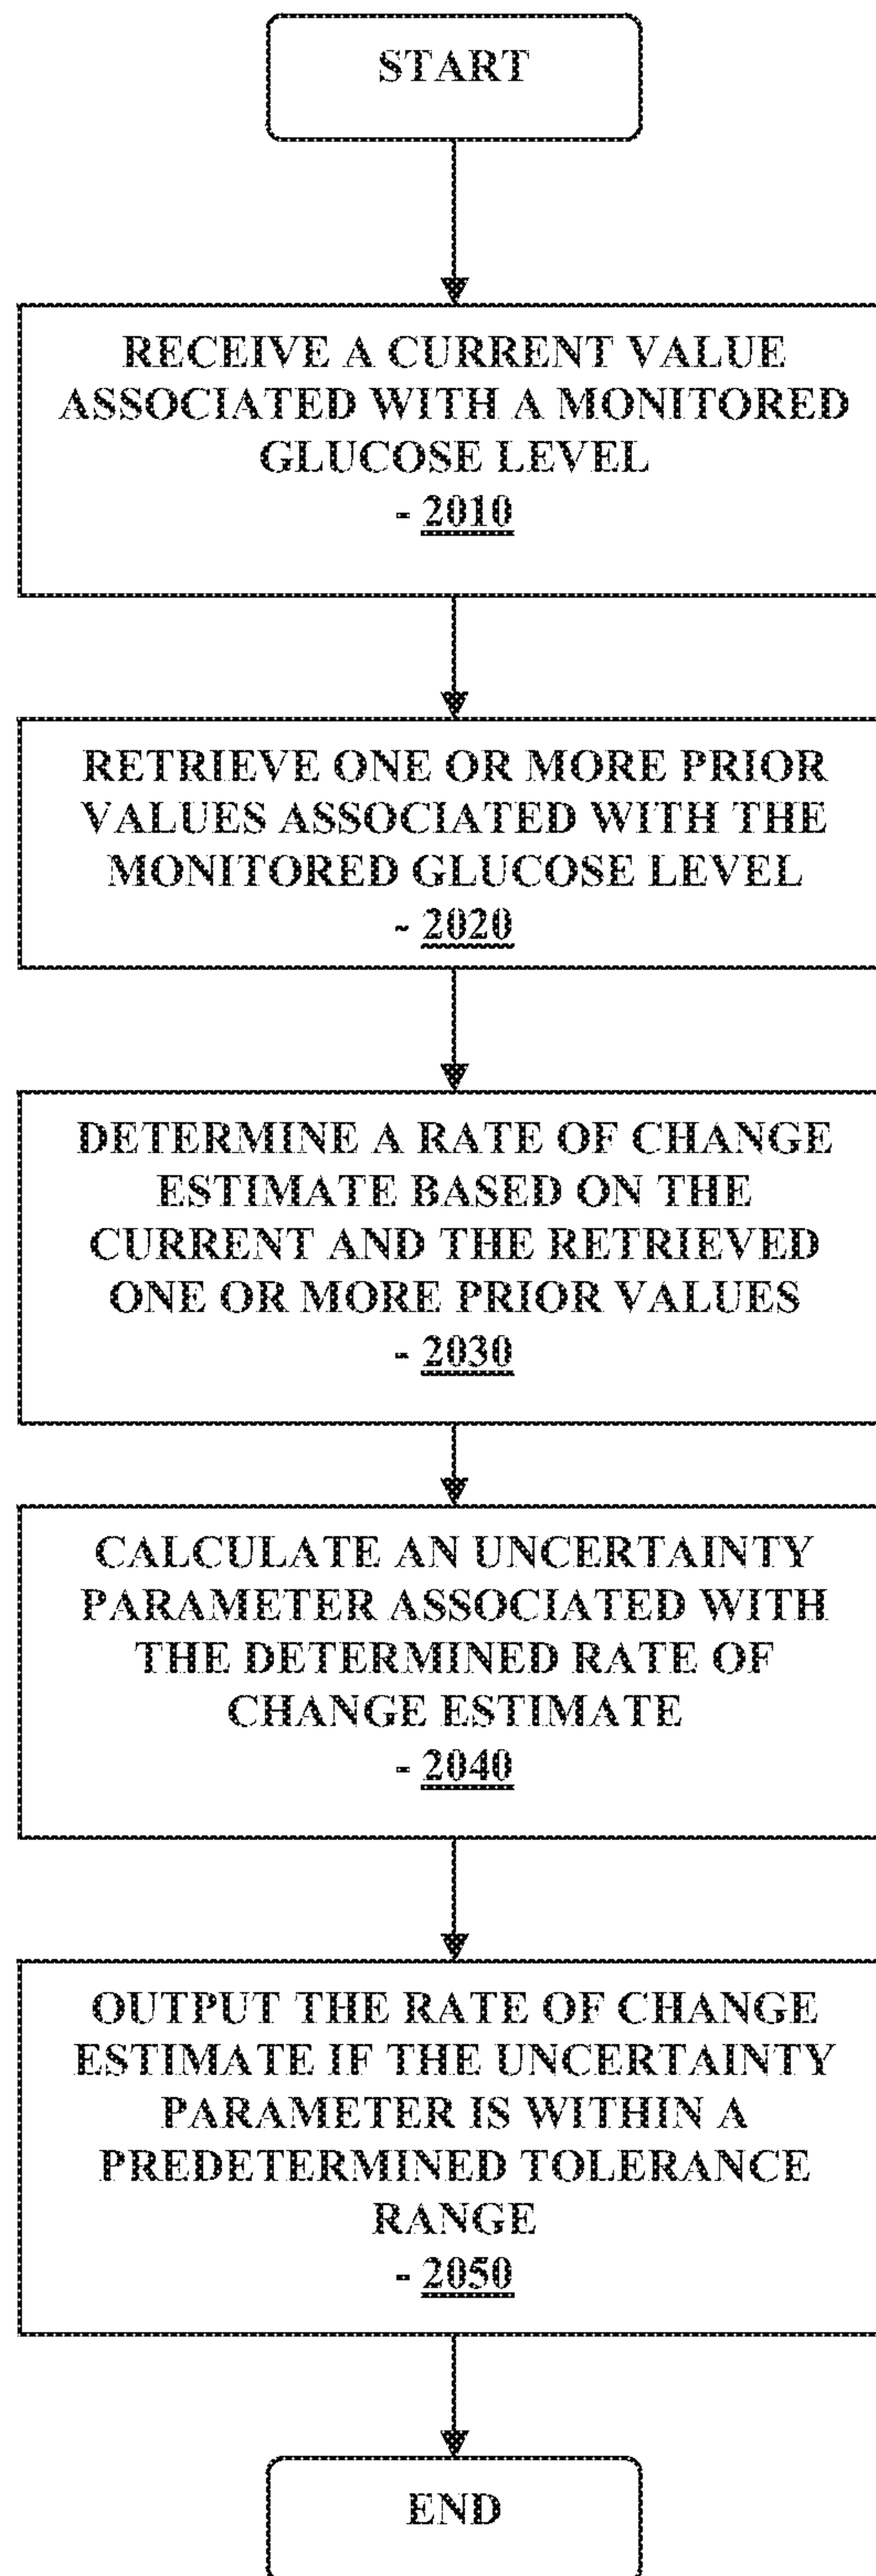 START
RECEIVE A CURRENT VALUE
ASSOCIATED WITH A MONITORED
GLUCOSE LEVEL
- 2010
RETRIEVE ONE OR MORE PRIOR
VALUES ASSOCIATED WITH THE
MONITORED GLUCOSE LEVEL
- 2020
DETERMINE A RATE OF CHANGE
ESTIMATE BASED ON THE
CURRENT AND THE RETRIEVED
ONE OR MORE PRIOR VALUES
- 2030
CALCULATE AN UNCERTAINTY
PARAMETER ASSOCIATED WITH
THE DETERMINED RATE OF
CHANGE ESTIMATE
- 2040
OUTPUT THE RATE OF CHANGE
ESTIMATE IF THE UNCERTAINTY
PARAMETER IS WITHIN A
PREDETERMINED TOLERANCE
RANGE
- 2050
END